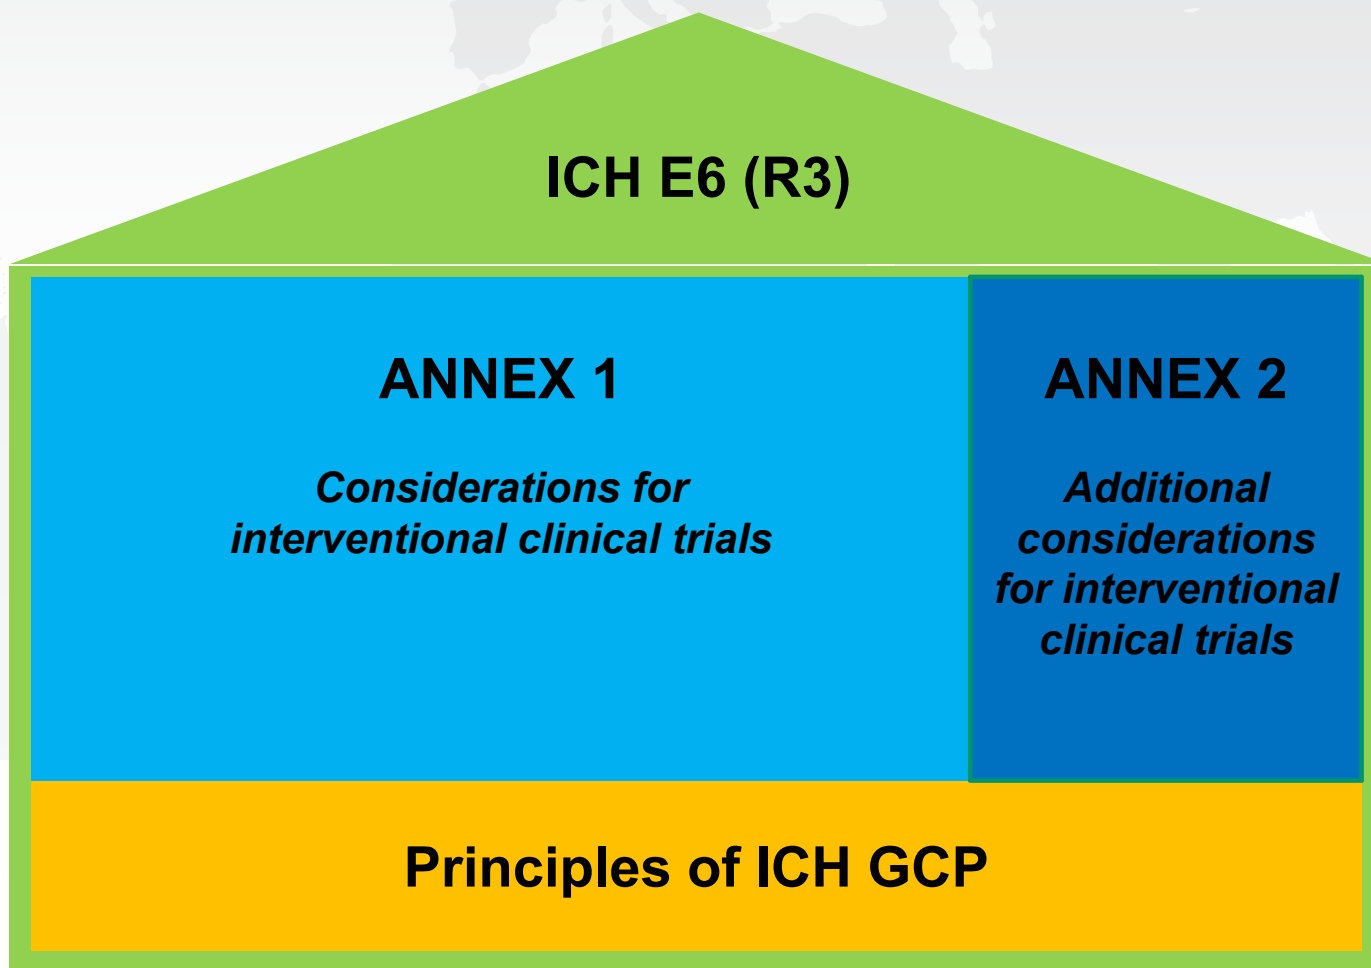 ICH E6 (R3)
ANNEX 1
Considerations for
interventional clinical trials
ANNEX 2
Additional
considerations
for interventional
clinical trials
Principles of ICH GCP